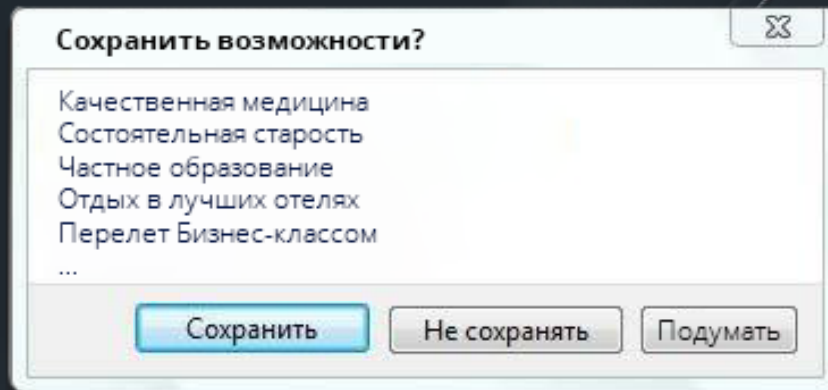 Сохранить возможности?
Качественная медицина
Состоятельная старость
Частное образование
Отдых в лучших отелях
Перелет Бизнес-классом
...
Сохранить Не сохранять Подумать